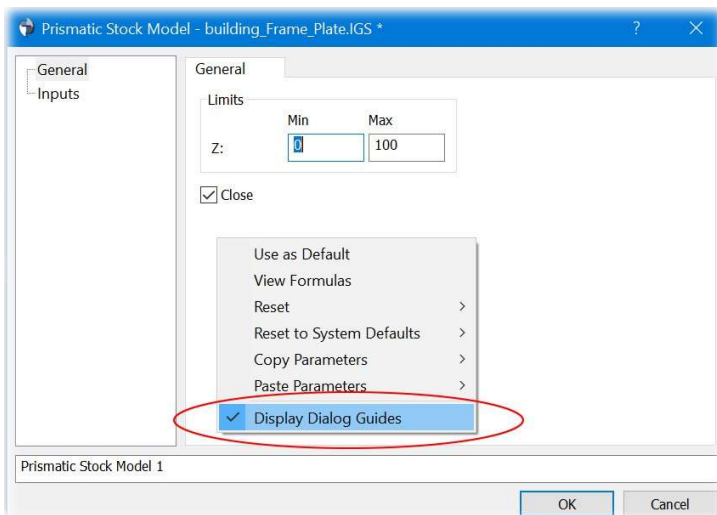 Prismatic Stock Model - building_Frame_Plate.IGS *
General
Inputs
General
Limits
Min Max
Z: 0 100
Close
Use as Default
View Formulas
Reset
Reset to System Defaults
Copy Parameters
Paste Parameters
Display Dialog Guides
Prismatic Stock Model 1
OK Cancel